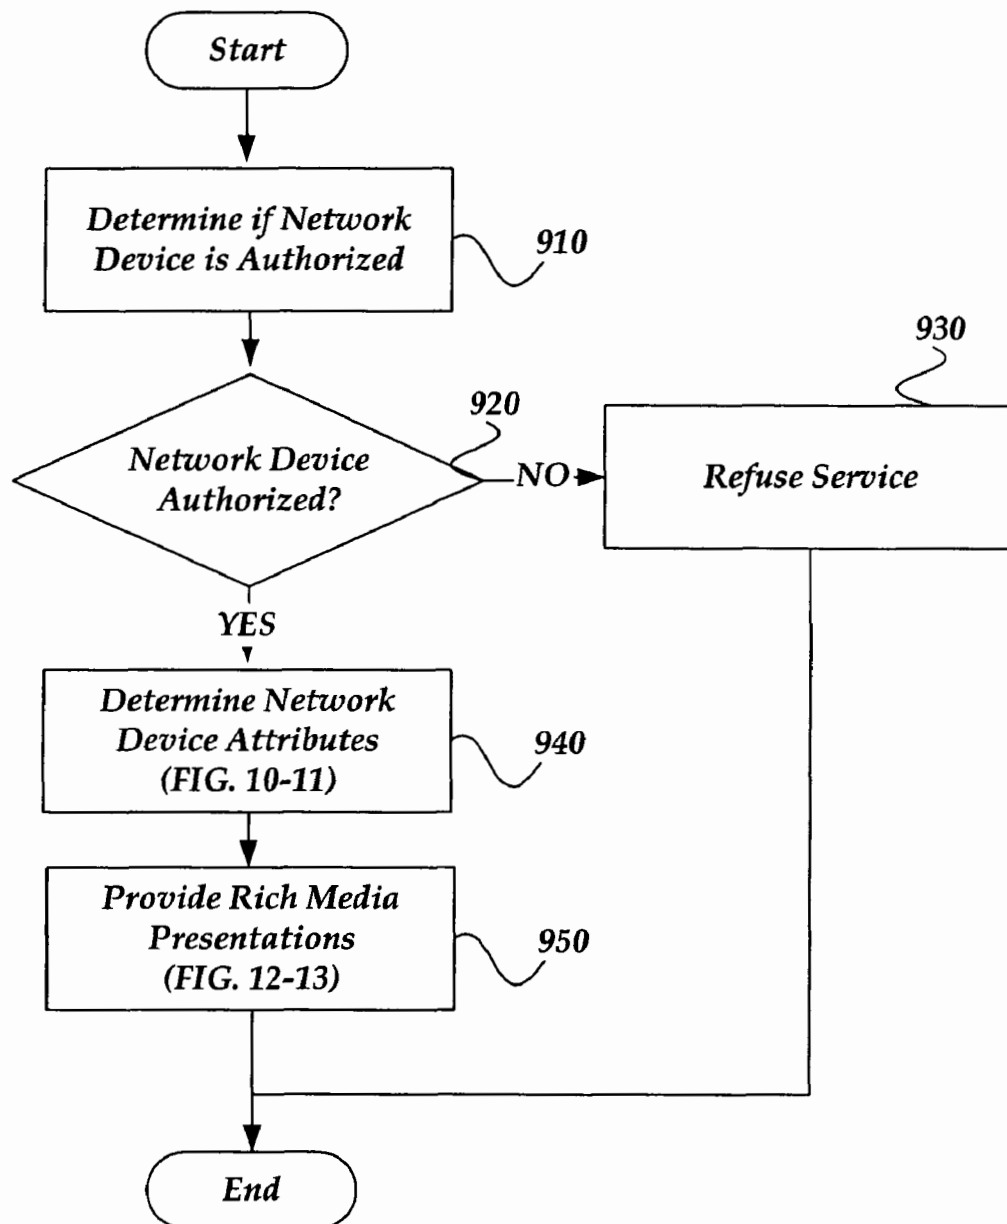 Start
Determine if Network
Device is Authorized
910
930
920
Network Device
Authorized?
NO
Refuse Service
YES
Determine Network
Device Attributes
(FIG. 10-11)
940
Provide Rich Media
Presentations
(FIG. 12-13)
950
End